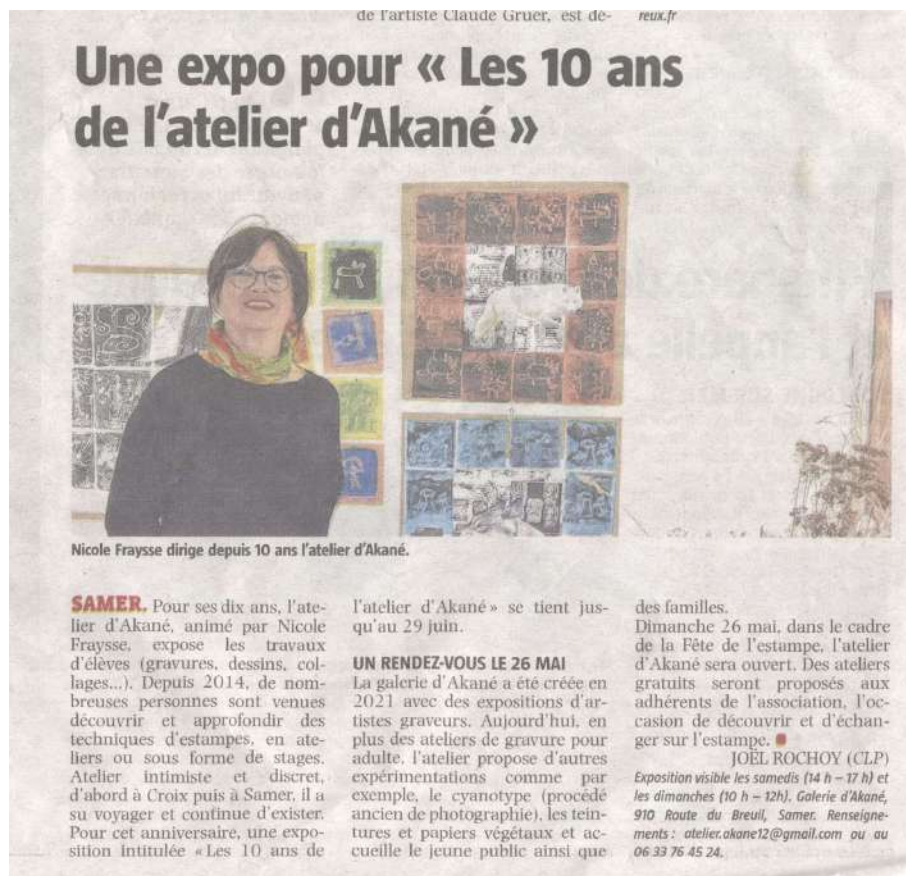 de l'artiste Claude Gruer, est dé-
reux.fr
Une expo pour « Les 10 ans
de l'atelier d'Akané »
Nicole Fraysse dirige depuis 10 ans l'atelier d'Akané.
SAMER. Pour ses dix ans, l'ate-
lier d'Akané, animé par Nicole
Fraysse, expose les travaux
d'élèves (gravures, dessins, col-
lages...). Depuis 2014, de nom-
breuses personnes sont venues
découvrir et approfondir des
techniques d'estampes, en ate-
liers ou sous forme de stages.
Atelier intimiste et discret,
d'abord à Croix puis à Samer, il a
su voyager et continue d'exister.
Pour cet anniversaire, une expo-
sition intitulée «Les 10 ans de
l'atelier d'Akané» se tient jus-
qu'au 29 juin.
UN RENDEZ-VOUS LE 26 MAI
La galerie d'Akané a été créée en
2021 avec des expositions d'ar-
tistes graveurs. Aujourd'hui, en
plus des ateliers de gravure pour
adulte, l'atelier propose d'autres
expérimentations comme par
exemple, le cyanotype (procédé
ancien de photographie), les tein-
tures et papiers végétaux et ac-
cueille le jeune public ainsi que
des familles.
Dimanche 26 mai, dans le cadre
de la Fête de l'estampe, l'atelier
d'Akané sera ouvert. Des ateliers
gratuits seront proposés aux
adhérents de l'association, l'oc-
casion de découvrir et d'échan-
ger sur l'estampe.
JOËL ROCHOY (CLP)
Exposition visible les samedis (14 h – 17 h) et
les dimanches (10 h – 12h). Galerie d'Akané,
910 Route du Breuil, Samer. Renseigne-
ments : atelier.akane12@gmail.com ou au
06 33 76 45 24.